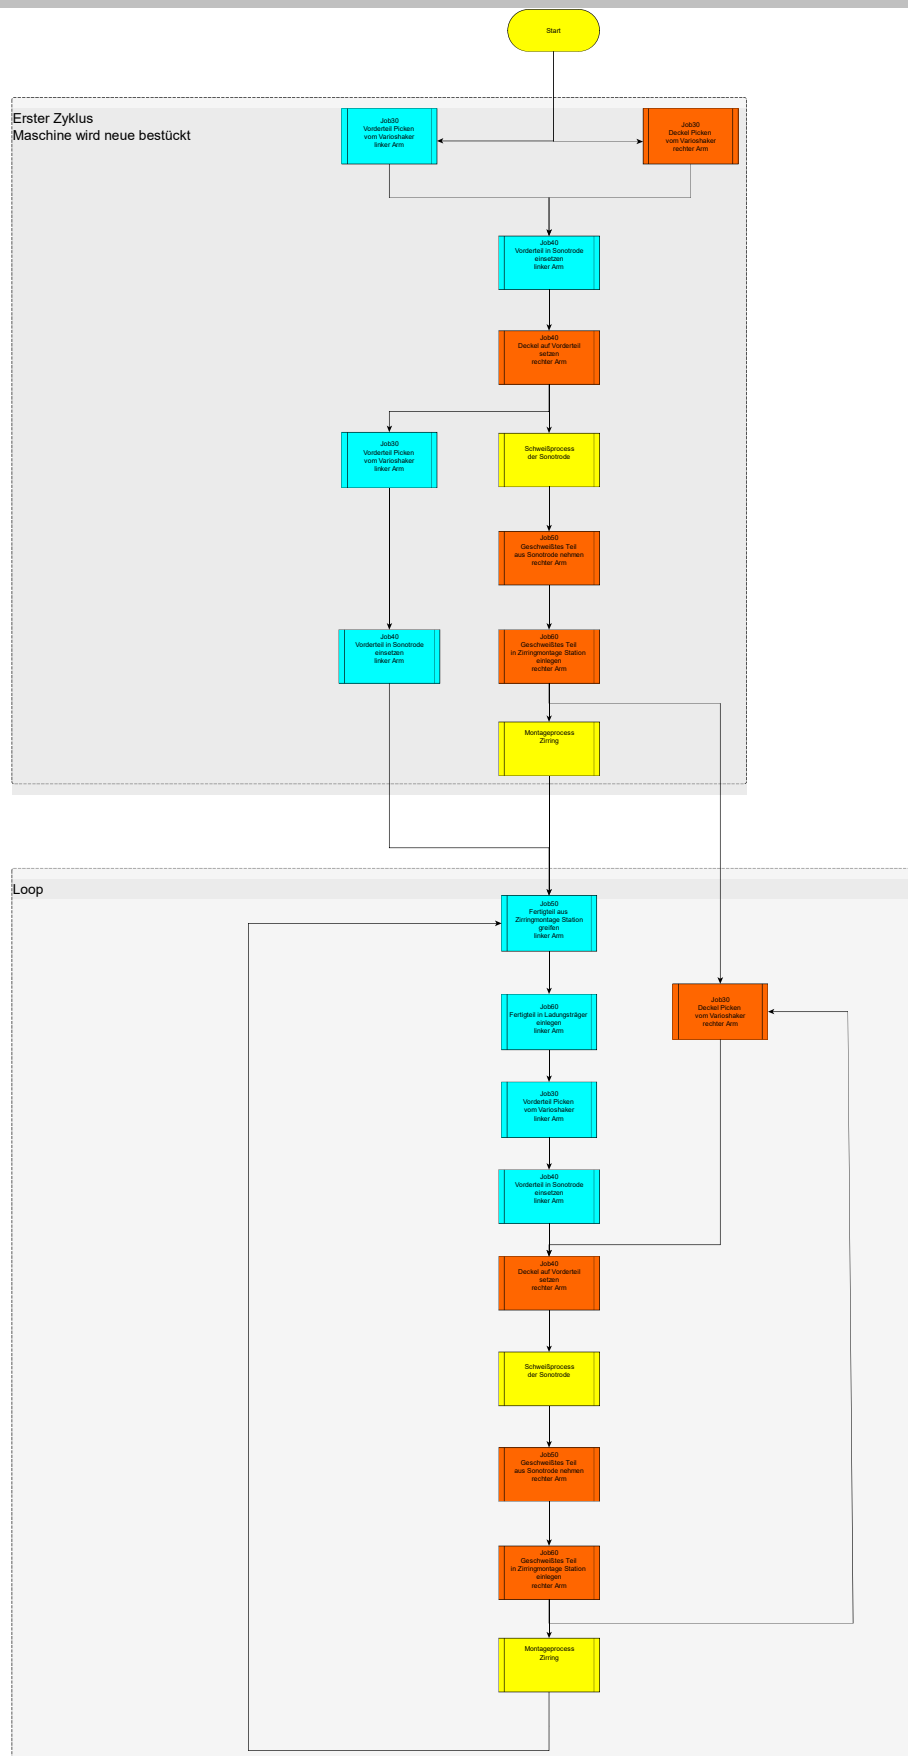 Start
Erster Zyklus
Maschine wird neue bestückt
Job30
Vorderteil Picken
vom Varioshaker
linker Arm
Job30
Deckel Picken
vom Varioshaker
rechter Arm
Job40
Vorderteil in Sonotrode
einsetzen
linker Arm
Job40
Deckel auf Vorderteil
setzen
rechter Arm
Job30
Vorderteil Picken
vom Varioshaker
linker Arm
Schweißprocess
der Sonotrode
Job50
Geschweißtes Teil
aus Sonotrode nehmen
rechter Arm
Job40
Vorderteil in Sonotrode
einsetzen
linker Arm
Job60
Geschweißtes Teil
in Zirringmontage Station
einlegen
rechter Arm
Montageprocess
Zirring
Loop
Job50
Fertigteil aus
Zirringmontage Station
greifen
linker Arm
Job60
Fertigteil in Ladungsträger
einlegen
linker Arm
Job30
Deckel Picken
vom Varioshaker
rechter Arm
Job30
Vorderteil Picken
vom Varioshaker
linker Arm
Job40
Vorderteil in Sonotrode
einsetzen
linker Arm
Job40
Deckel auf Vorderteil
setzen
rechter Arm
Schweißprocess
der Sonotrode
Job50
Geschweißtes Teil
aus Sonotrode nehmen
rechter Arm
Job60
Geschweißtes Teil
in Zirringmontage Station
einlegen
rechter Arm
Montageprocess
Zirring